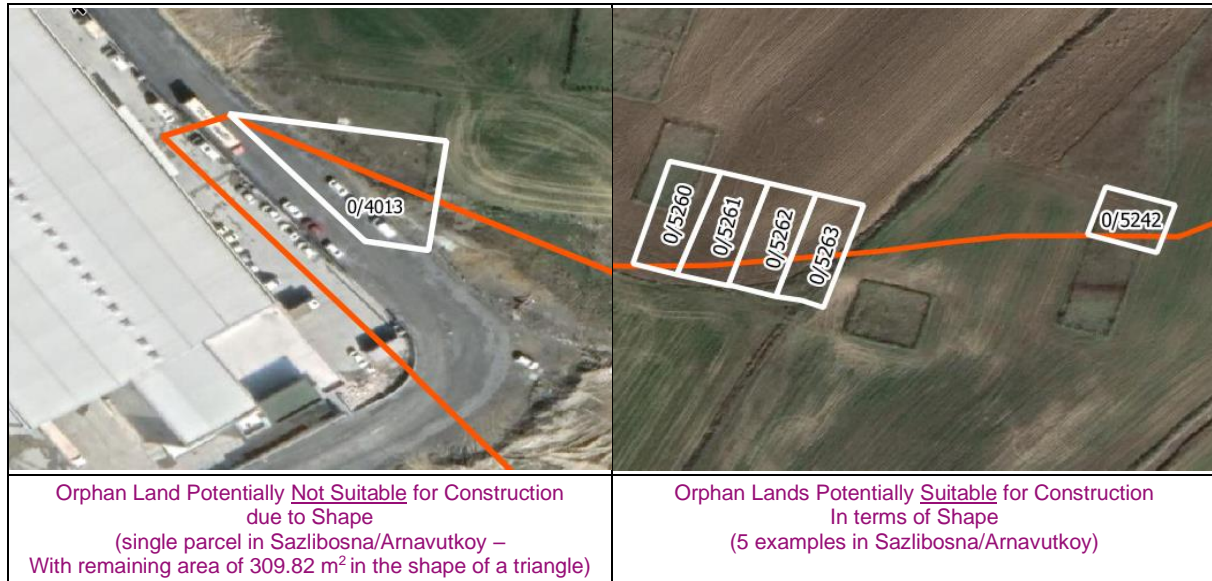 0/4013
0/5260
0/5261
0/5262
0/5263
0/5242
Orphan Land Potentially Not Suitable for Construction
due to Shape
(single parcel in Sazlibosna/Arnavutkoy –
With remaining area of 309.82 m² in the shape of a triangle)
Orphan Lands Potentially Suitable for Construction
In terms of Shape
(5 examples in Sazlibosna/Arnavutkoy)